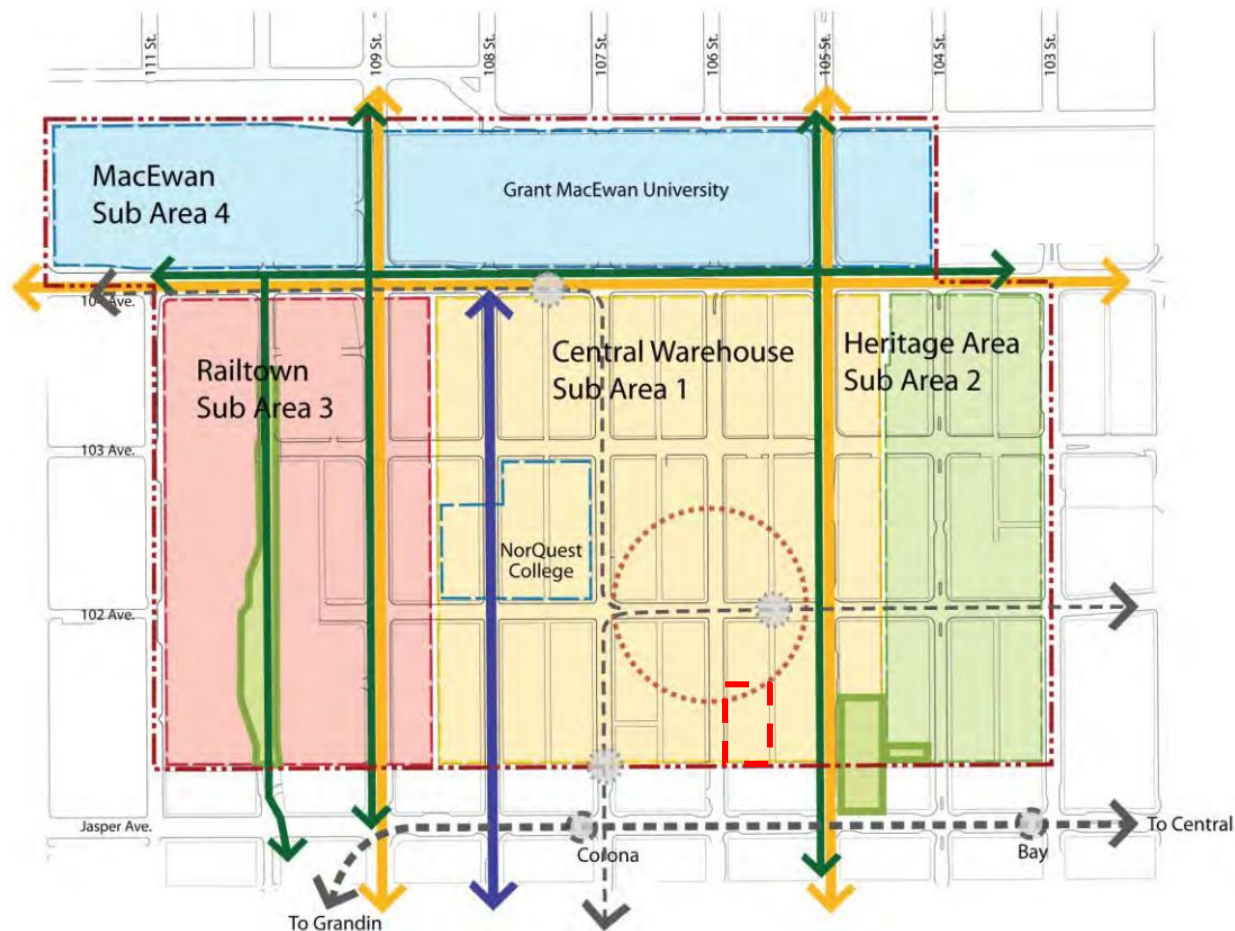 111 St.
109 St.
108 St.
107 St.
106 St.
105 St.
104 St.
103 St.
MacEwan
Sub Area 4
Grant MacEwan University
Railtown
Sub Area 3
Central Warehouse
Sub Area 1
Heritage Area
Sub Area 2
103 Ave.
NorQuest
College
102 Ave.
Jasper Ave.
Corona
Bay
To Central
To Grandin